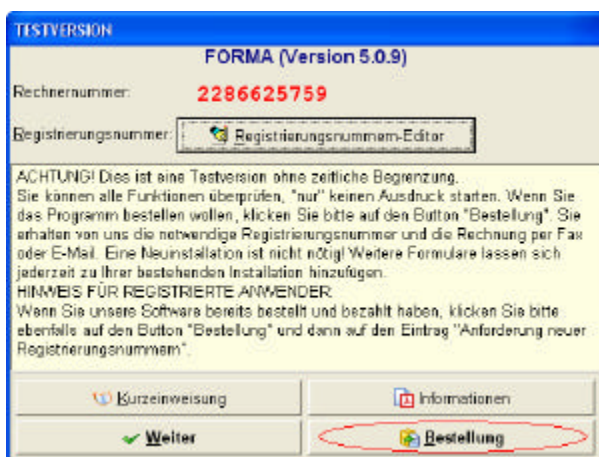 TESTVERSION
FORMA (Version 5.0.9)
Rechnernummer: 2286625759
Registrierungsnummer: Registrierungsnummern-Editor
ACHTUNG! Dies ist eine Testversion ohne zeitliche Begrenzung.
Sie können alle Funktionen überprüfen, "nur" keinen Ausdruck starten. Wenn Sie
das Programm bestellen wollen, klicken Sie bitte auf den Button "Bestellung". Sie
erhalten von uns die notwendige Registrierungsnummer und die Rechnung per Fax
oder E-Mail. Eine Neuinstallation ist nicht nötig! Weitere Formulare lassen sich
jederzeit zu Ihrer bestehenden Installation hinzufügen.
HINWEIS FÜR REGISTRIERTE ANWENDER
Wenn Sie unsere Software bereits bestellt und bezahlt haben, klicken Sie bitte
ebenfalls auf den Button "Bestellung" und dann auf den Eintrag "Anforderung neuer
Registrierungsnummern".
Kurzeinweisung
Informationen
Weiter
Bestellung